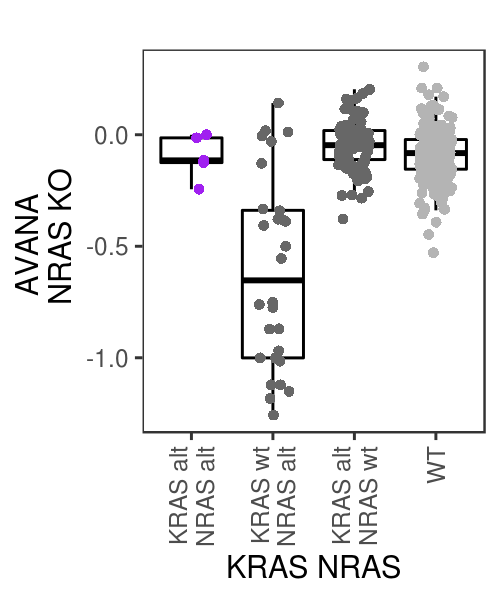 AVANA
NRAS KO
0.0
-0.5
-1.0
KRAS alt
NRAS alt
KRAS wt
NRAS alt
KRAS alt
NRAS wt
WT
KRAS NRAS